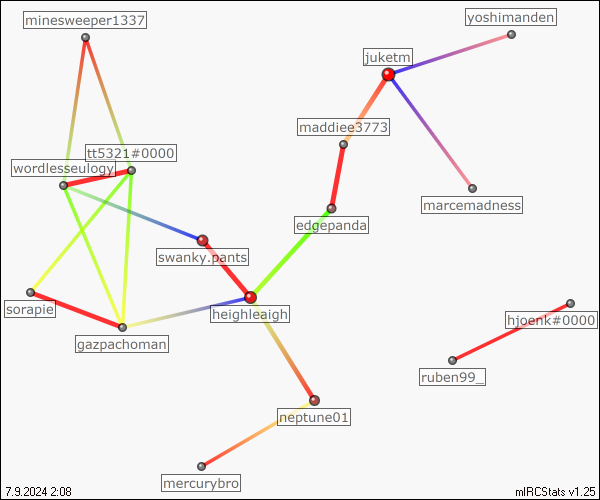 yoshimanden
minesweeper1337
juketm
maddiee3773
tt5321#0000
wordlesseulogy
marcemadness
edgepanda
swanky.pants
sorapie
heighleaigh
hjoenk#0000
gazpachoman
ruben99_
neptune01
mercurybro
7.9.2024 2:08
mIRCStats v1.25